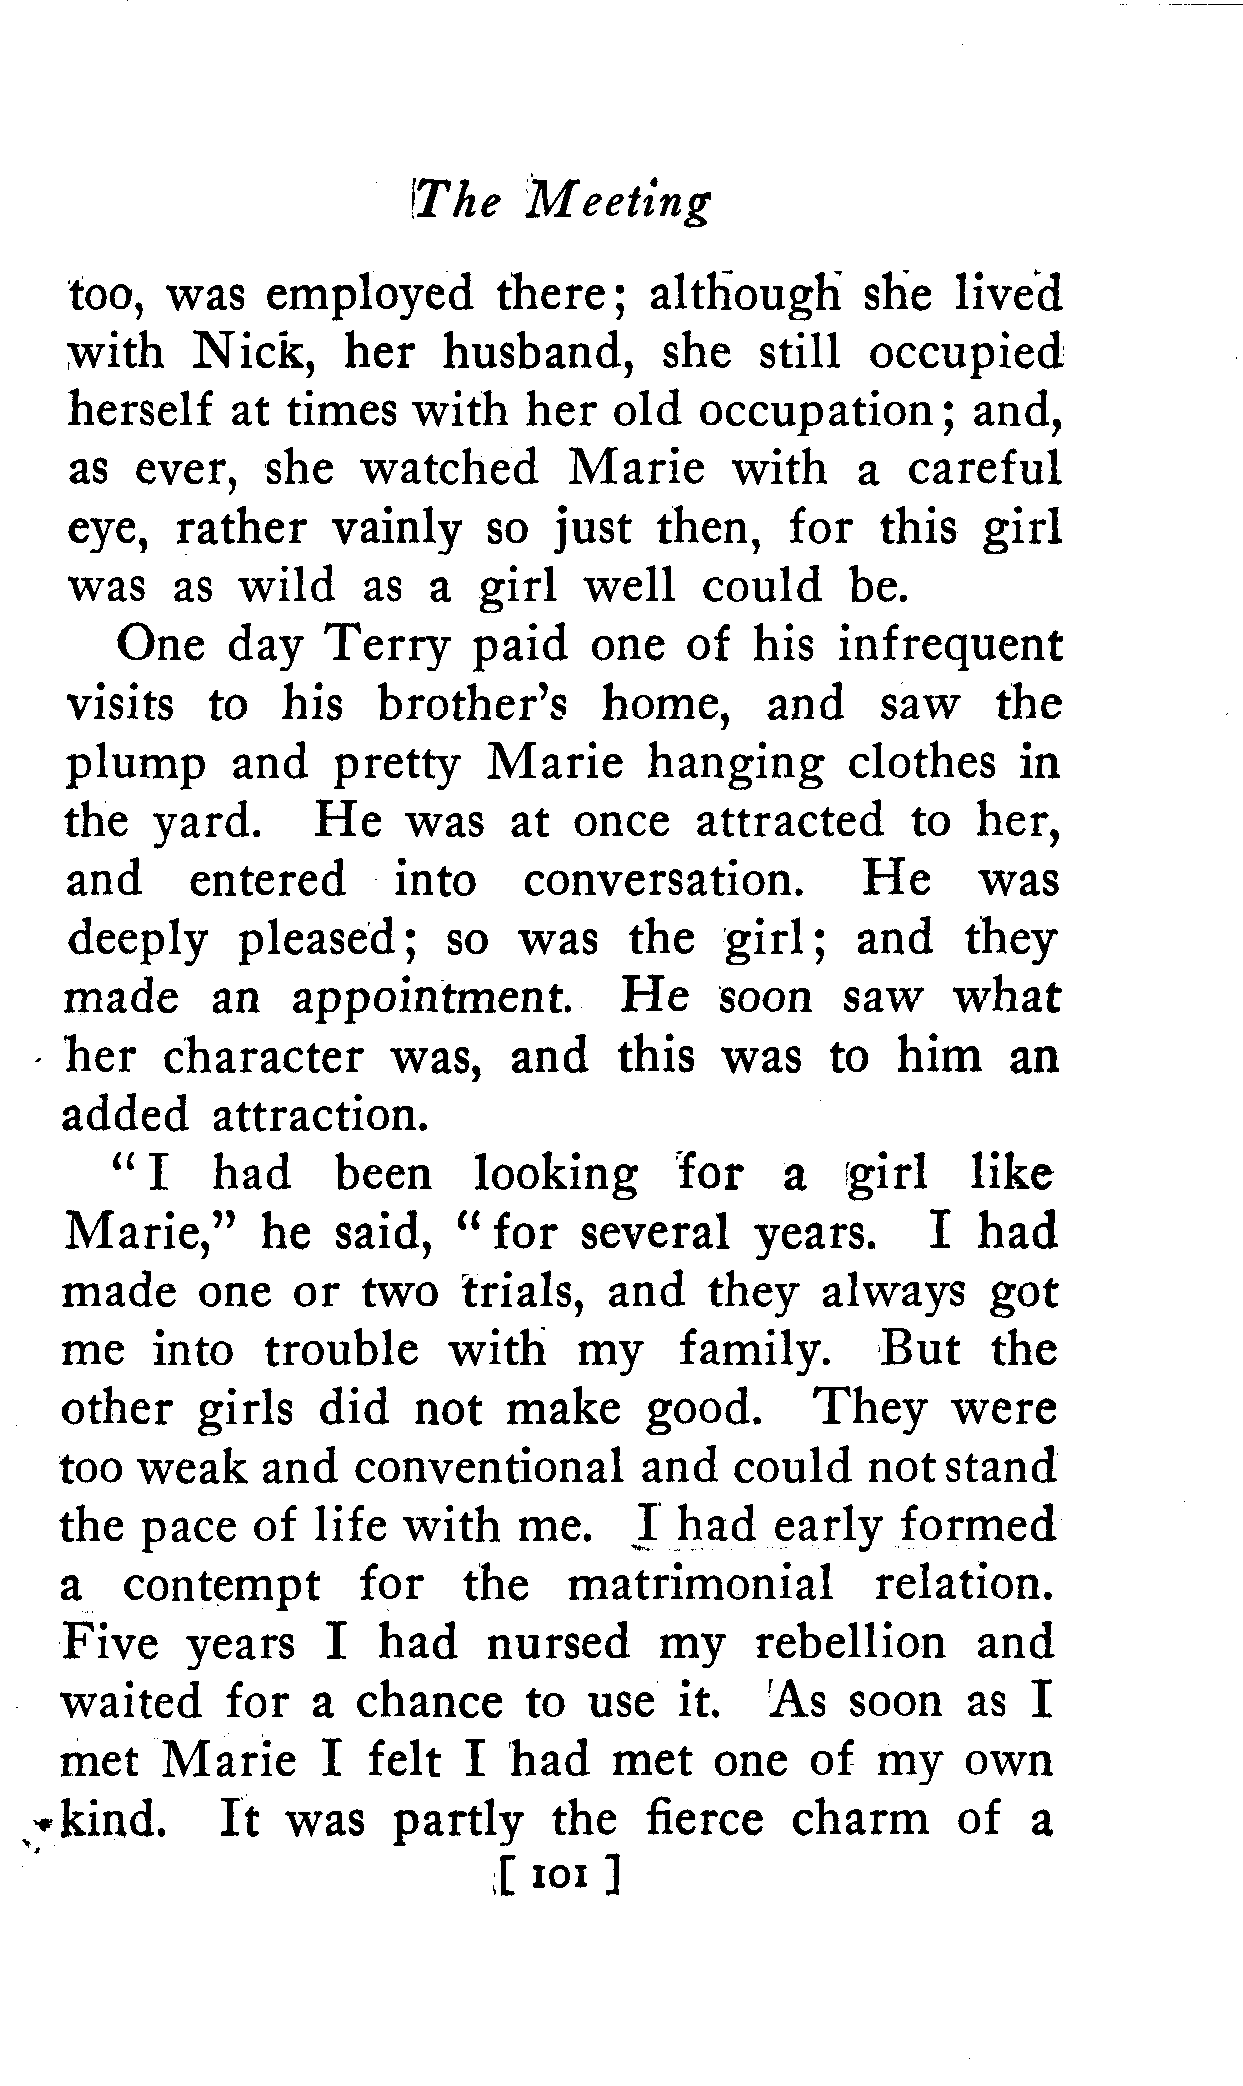 The Meeting
too, was employed there; although she lived
with Nick, her husband, she still occupied
herself at times with her old occupation; and,
as ever, she watched Marie with a careful
eye, rather vainly so just then, for this girl
was as wild as a girl well could be.
One day Terry paid one of his infrequent
visits to his brother's home, and saw the
plump and pretty Marie hanging clothes in
the yard. He was at once attracted to her,
and entered into conversation. He was
deeply pleased; so was the girl; and they
made an appointment. He soon saw what
her character was, and this was to him an
added attraction.
"I had been looking for a girl like
Marie," he said, "for several years. I had
made one or two trials, and they always got
me into trouble with my family. But the
other girls did not make good. They were
too weak and conventional and could not stand
the pace of life with me. I had early formed
a contempt for the matrimonial relation.
Five years I had nursed my rebellion and
waited for a chance to use it. As soon as I
met Marie I felt I had met one of my own
kind. It was partly the fierce charm of a
[ 101 ]